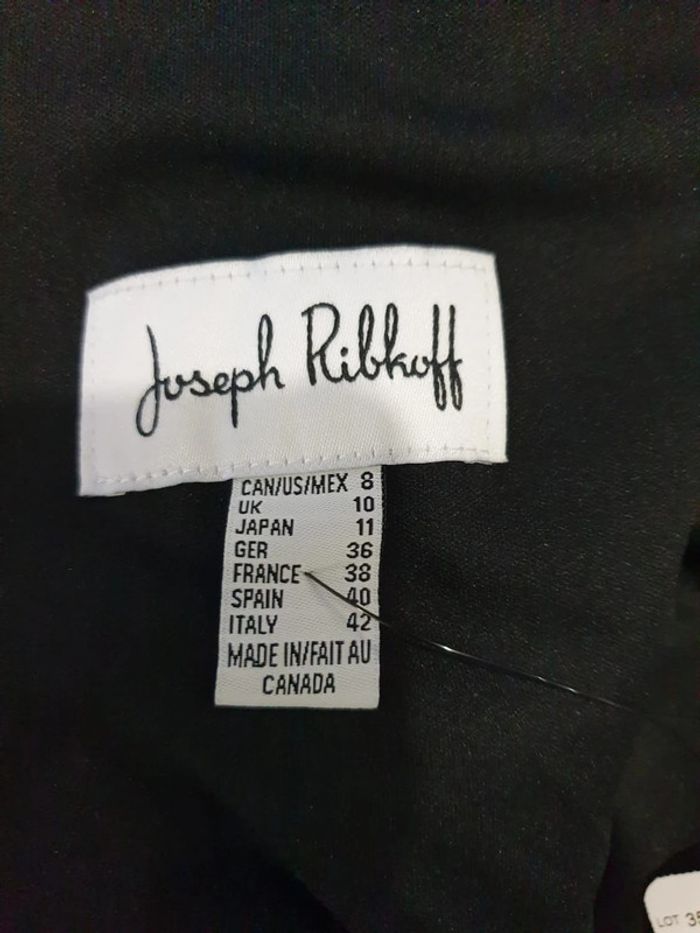 Joseph Ribkoff
CAN/US/MEX 8
UK 10
JAPAN 11
GER 36
FRANCE 38
SPAIN 40
ITALY 42
MADE IN/FAIT AU
CANADA
LOT